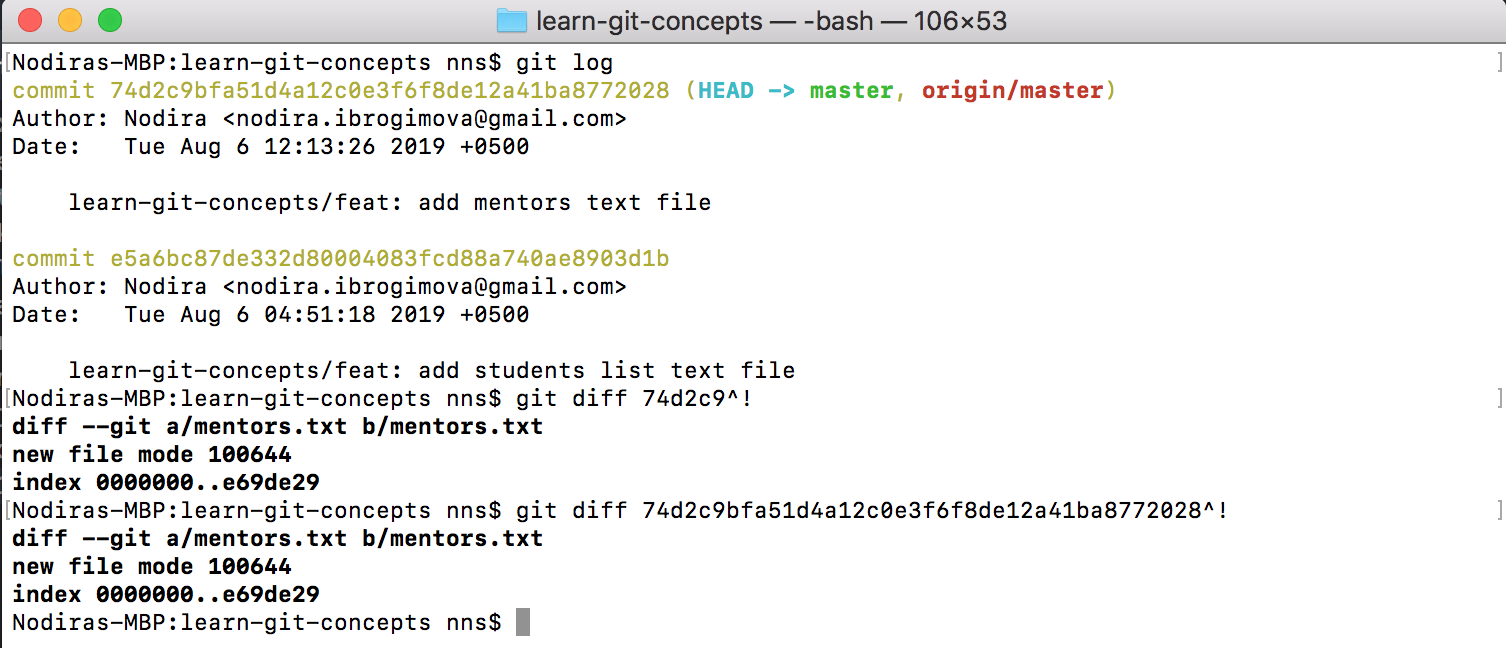 learn-git-concepts — -bash — 106×53
[Nodiras-MBP:learn-git-concepts nns$ git log ]
commit 74d2c9bfa51d4a12c0e3f6f8de12a41ba8772028 (HEAD -> master, origin/master)
Author: Nodira <nodira.ibrogimova@gmail.com>
Date:   Tue Aug 6 12:13:26 2019 +0500
    learn-git-concepts/feat: add mentors text file
commit e5a6bc87de332d80004083fcd88a740ae8903d1b
Author: Nodira <nodira.ibrogimova@gmail.com>
Date:   Tue Aug 6 04:51:18 2019 +0500
    learn-git-concepts/feat: add students list text file
[Nodiras-MBP:learn-git-concepts nns$ git diff 74d2c9^! ]
diff --git a/mentors.txt b/mentors.txt
new file mode 100644
index 0000000..e69de29
[Nodiras-MBP:learn-git-concepts nns$ git diff 74d2c9bfa51d4a12c0e3f6f8de12a41ba8772028^! ]
diff --git a/mentors.txt b/mentors.txt
new file mode 100644
index 0000000..e69de29
Nodiras-MBP:learn-git-concepts nns$